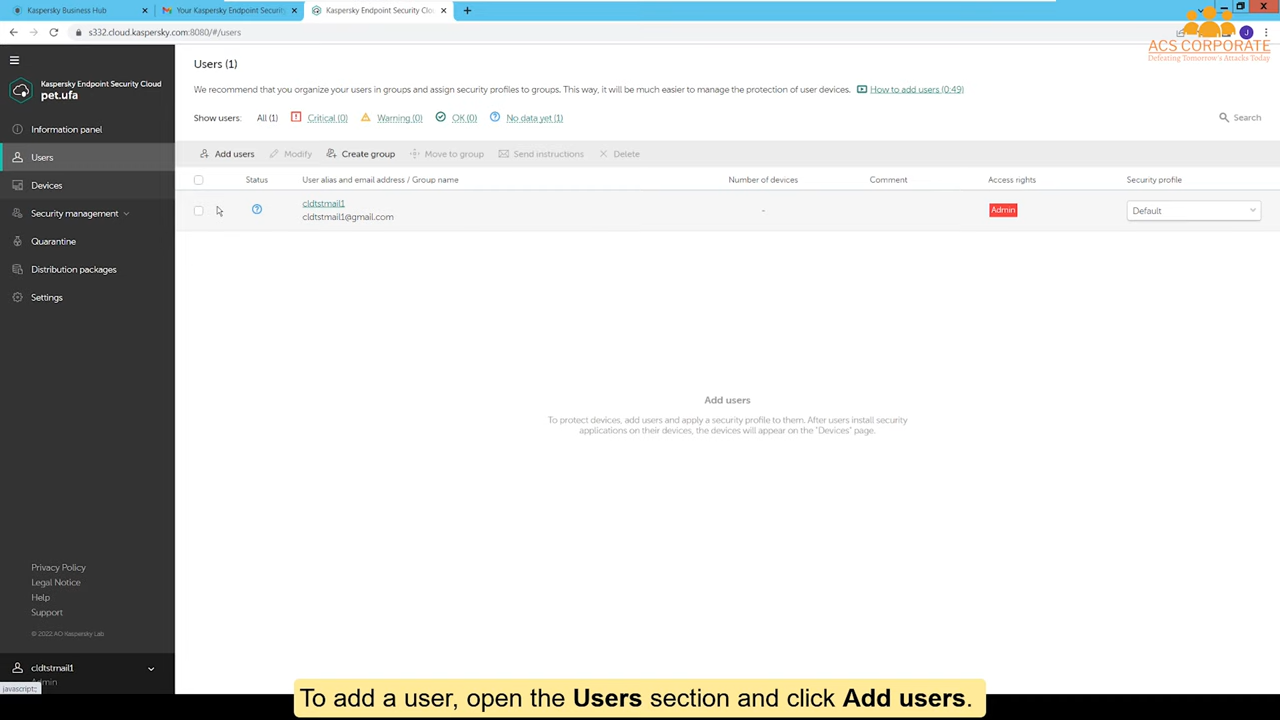 Kaspersky Business Hub
Your Kaspersky Endpoint Security
Kaspersky Endpoint Security Clou
s332.cloud.kaspersky.com:8080/#/users
J
ACS CORPORATE
Defeating Tomorrow's Attacks Today
Kaspersky Endpoint Security Cloud
pet.ufa
Information panel
Users
Devices
Security management
Quarantine
Distribution packages
Settings
Users (1)
We recommend that you organize your users in groups and assign security profiles to groups. This way, it will be much easier to manage the protection of user devices. How to add users (0:49)
Show users: All (1) Critical (0) Warning (0) OK (0) No data yet (1) Search
Add users Modify Create group Move to group Send instructions Delete
Status User alias and email address / Group name Number of devices Comment Access rights Security profile
cldtstmail1
cldtstmail1@gmail.com - Admin Default
Add users
To protect devices, add users and apply a security profile to them. After users install security
applications on their devices, the devices will appear on the "Devices" page.
Privacy Policy
Legal Notice
Help
Support
© 2022 AO Kaspersky Lab
cldtstmail1
Admin
javascript:;
To add a user, open the Users section and click Add users.